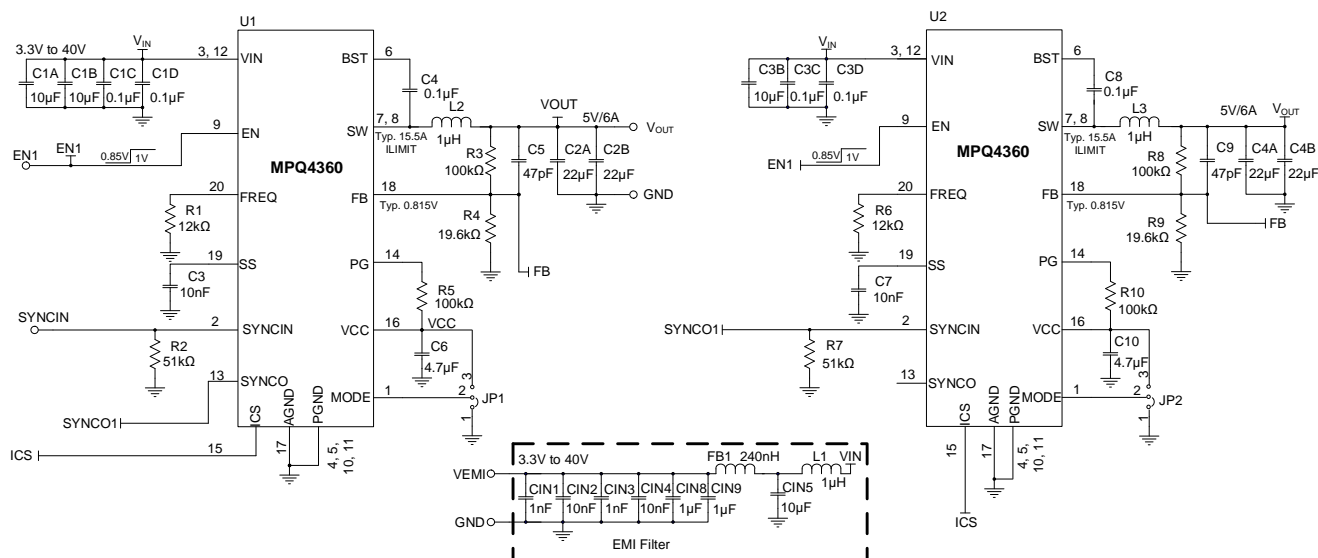 U1
3.3V to 40V
VIN
C1A
10μF
C1B
10μF
C1C
0.1μF
C1D
0.1μF
3, 12
VIN
BST
6
C4
0.1μF
L2
1μH
7, 8
SW
Typ. 15.5A
ILIMIT
VOUT
5V/6A
VOUT
GND
EN1
EN1
0.85V
1V
9
EN
MPQ4360
R3
100kΩ
C5
47pF
C2A
22μF
C2B
22μF
20
FREQ
R1
12kΩ
FB
18
Typ. 0.815V
R4
19.6kΩ
FB
19
SS
C3
10nF
PG
14
R5
100kΩ
SYNCIN
2
SYNCIN
R2
51kΩ
VCC
16
VCC
C6
4.7μF
13
SYNCO
SYNCO1
MODE
1
3
2
1
JP1
ICS
AGND
PGND
ICS
15
17
4, 5,
10, 11
U2
VIN
C3B
10μF
C3C
0.1μF
C3D
0.1μF
3, 12
VIN
BST
6
C8
0.1μF
L3
1μH
7, 8
SW
Typ. 15.5A
ILIMIT
5V/6A
VOUT
EN1
0.85V
1V
9
EN
MPQ4360
R8
100kΩ
C9
47pF
C4A
22μF
C4B
22μF
20
FREQ
R6
12kΩ
FB
18
Typ. 0.815V
R9
19.6kΩ
FB
19
SS
C7
10nF
PG
14
R10
100kΩ
SYNCO1
2
SYNCIN
R7
51kΩ
VCC
16
C10
4.7μF
13
SYNCO
MODE
1
3
2
1
JP2
ICS
AGND
PGND
15
17
4, 5,
10, 11
ICS
3.3V to 40V
VEMI
GND
CIN1
1nF
CIN2
10nF
CIN3
1nF
CIN4
10nF
CIN8
1μF
CIN9
1μF
FB1 240nH
CIN5
10μF
L1
1μH
VIN
EMI Filter